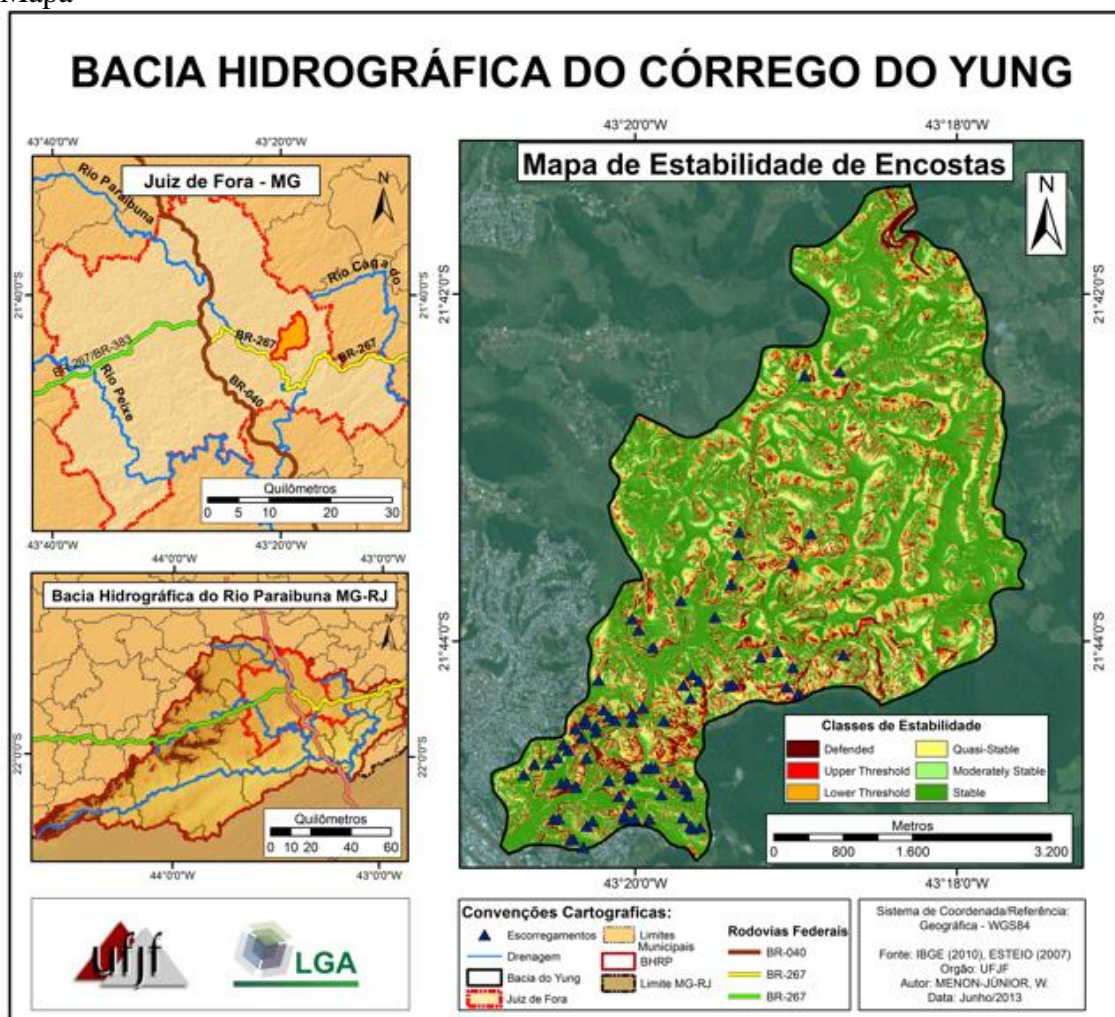 Mapa
BACIA HIDROGRÁFICA DO CÓRREGO DO YUNG
43°40'0"W
43°20'0"W
Juiz de Fora - MG
N
Rio Paraibuna
Rio Cágado
21°40'0"S
21°40'0"S
BR-267/BR-383
BR-267
BR-267
Rio Peixe
BR-040
Quilômetros
0 5 10 20 30
43°40'0"W
43°20'0"W
44°0'0"W
43°0'0"W
Bacia Hidrográfica do Rio Paraibuna MG-RJ
N
22°0'0"S
22°0'0"S
Quilômetros
0 10 20 40 60
44°0'0"W
43°0'0"W
43°20'0"W
43°18'0"W
Mapa de Estabilidade de Encostas
N
21°42'0"S
21°42'0"S
21°44'0"S
21°44'0"S
Classes de Estabilidade
Defended
Quasi-Stable
Upper Threshold
Moderately Stable
Lower Threshold
Stable
Metros
0 800 1.600 3.200
43°20'0"W
43°18'0"W
ufjf
LGA
Convenções Cartograficas:
Escorregamentos
Drenagem
Bacia do Yung
Juiz de Fora
Limites
Municipais
BHRP
Limite MG-RJ
Rodovias Federais
BR-040
BR-267
BR-267
Sistema de Coordenada/Referência:
Geográfica - WGS84
Fonte: IBGE (2010), ESTEIO (2007)
Orgão: UFJF
Autor: MENON-JÚNIOR, W.
Data: Junho/2013